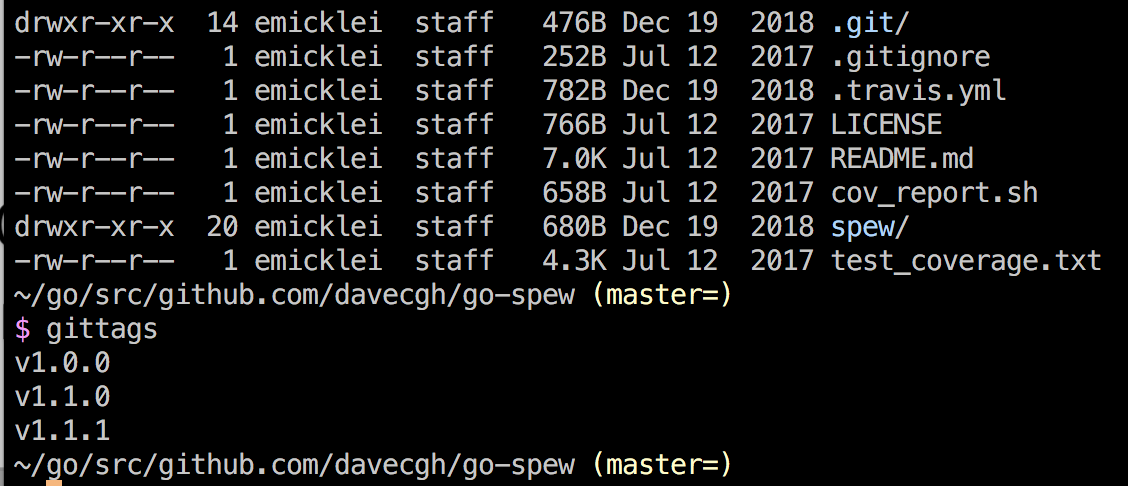 drwxr-xr-x  14 emicklei  staff   476B Dec 19  2018 .git/
-rw-r--r--   1 emicklei  staff   252B Jul 12  2017 .gitignore
-rw-r--r--   1 emicklei  staff   782B Dec 19  2018 .travis.yml
-rw-r--r--   1 emicklei  staff   766B Jul 12  2017 LICENSE
-rw-r--r--   1 emicklei  staff   7.0K Jul 12  2017 README.md
-rw-r--r--   1 emicklei  staff   658B Jul 12  2017 cov_report.sh
drwxr-xr-x  20 emicklei  staff   680B Dec 19  2018 spew/
-rw-r--r--   1 emicklei  staff   4.3K Jul 12  2017 test_coverage.txt
~/go/src/github.com/davecgh/go-spew (master=)
$ gittags
v1.0.0
v1.1.0
v1.1.1
~/go/src/github.com/davecgh/go-spew (master=)